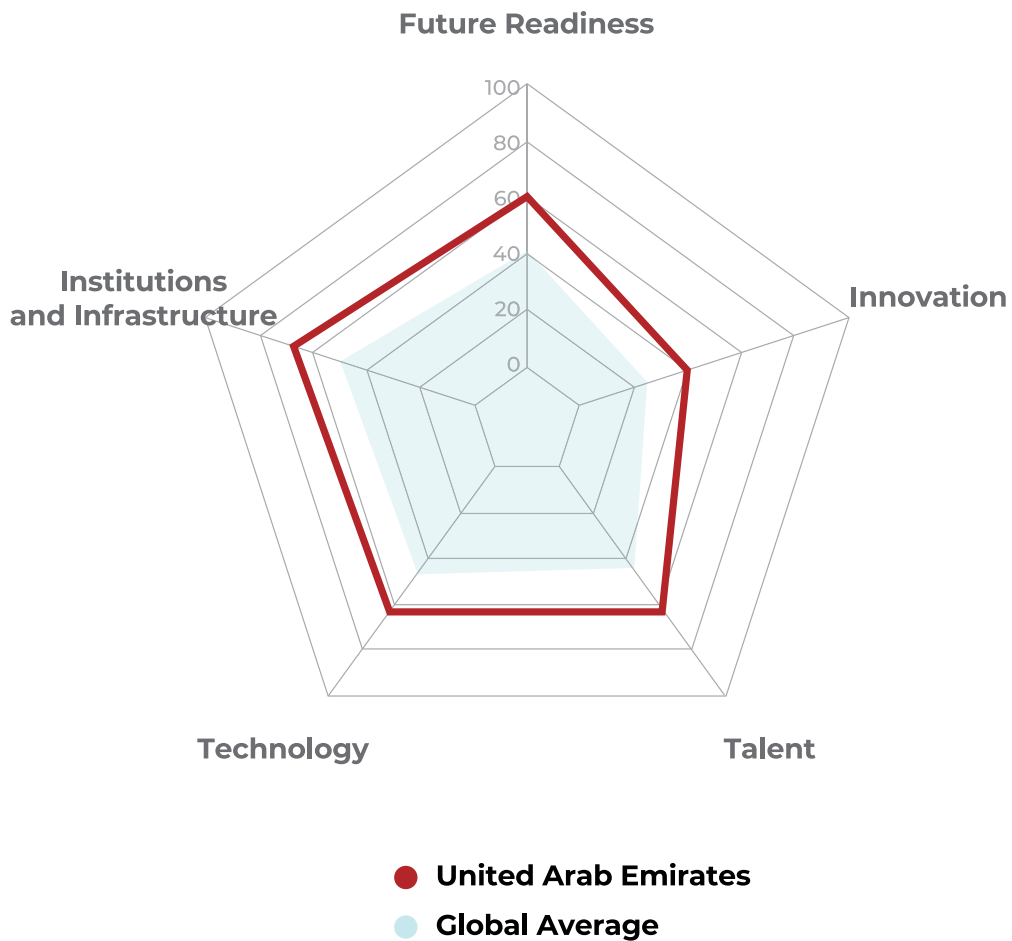 Future Readiness
100
80
60
40
20
0
Institutions
and Infrastructure
Innovation
Technology
Talent
United Arab Emirates
Global Average